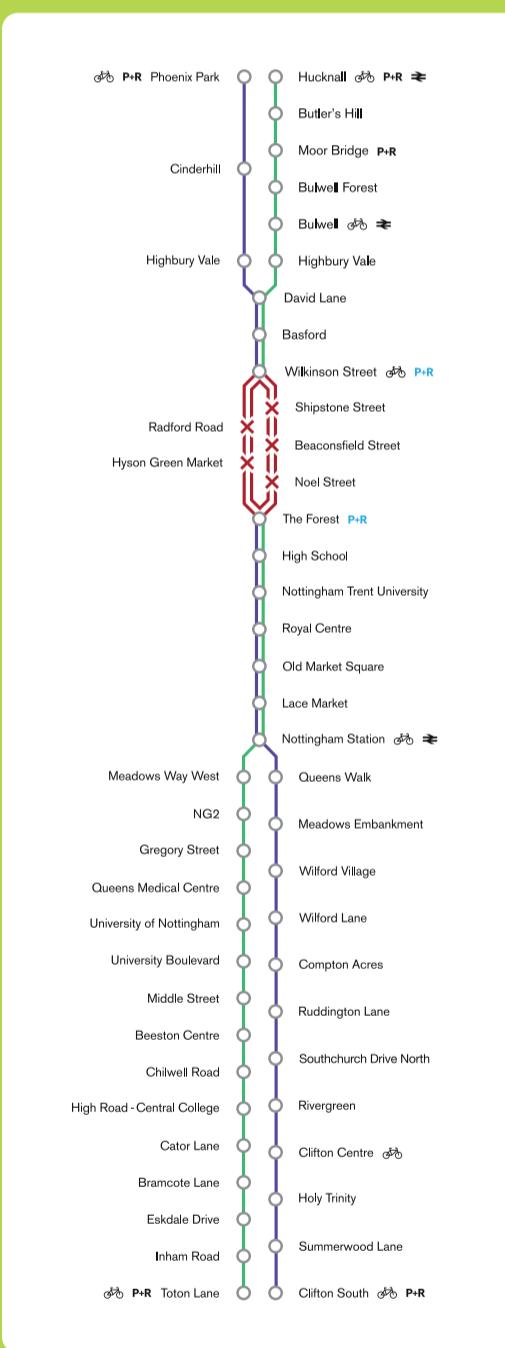 P+R Phoenix Park
Hucknall P+R
Butler's Hill
Moor Bridge P+R
Cinderhill
Bulwell Forest
Bulwell
Highbury Vale
Highbury Vale
David Lane
Basford
Wilkinson Street P+R
Shipstone Street
Radford Road
Beaconsfield Street
Hyson Green Market
Noel Street
The Forest P+R
High School
Nottingham Trent University
Royal Centre
Old Market Square
Lace Market
Nottingham Station
Meadows Way West
Queens Walk
NG2
Meadows Embankment
Gregory Street
Wilford Village
Queens Medical Centre
Wilford Lane
University of Nottingham
University Boulevard
Compton Acres
Middle Street
Ruddington Lane
Beeston Centre
Southchurch Drive North
Chilwell Road
Rivergreen
High Road - Central College
Cator Lane
Clifton Centre
Bramcote Lane
Holy Trinity
Eskdale Drive
Summerwood Lane
Inham Road
P+R Toton Lane
Clifton South P+R